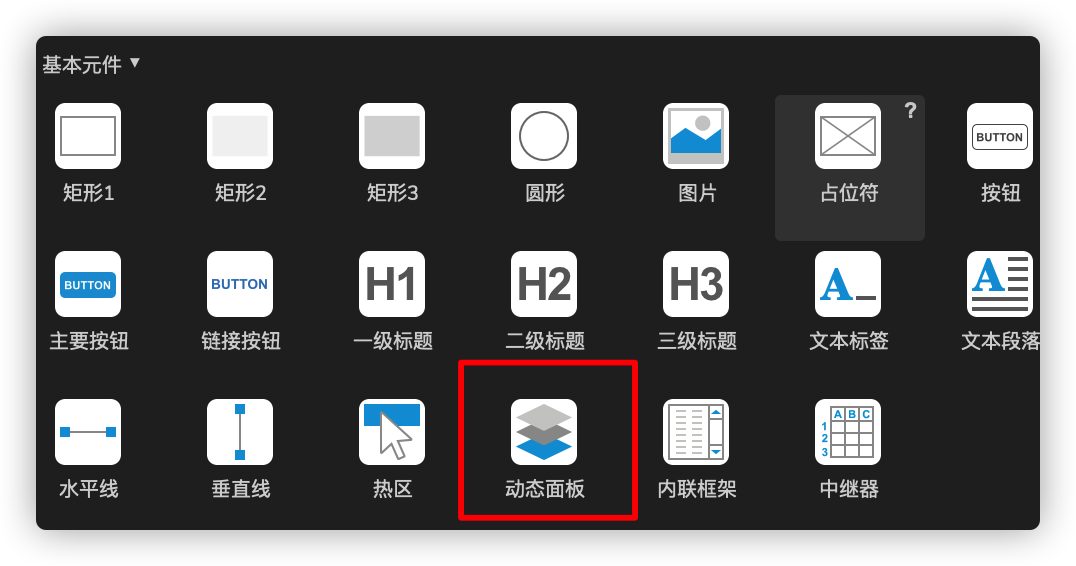 基本元件 ▼
?
BUTTON
矩形1 矩形2 矩形3 圆形 图片 占位符 按钮
BUTTON BUTTON H1 H2 H3 A A
主要按钮 链接按钮 一级标题 二级标题 三级标题 文本标签 文本段落
A B C
1
2
3
水平线 垂直线 热区 动态面板 内联框架 中继器